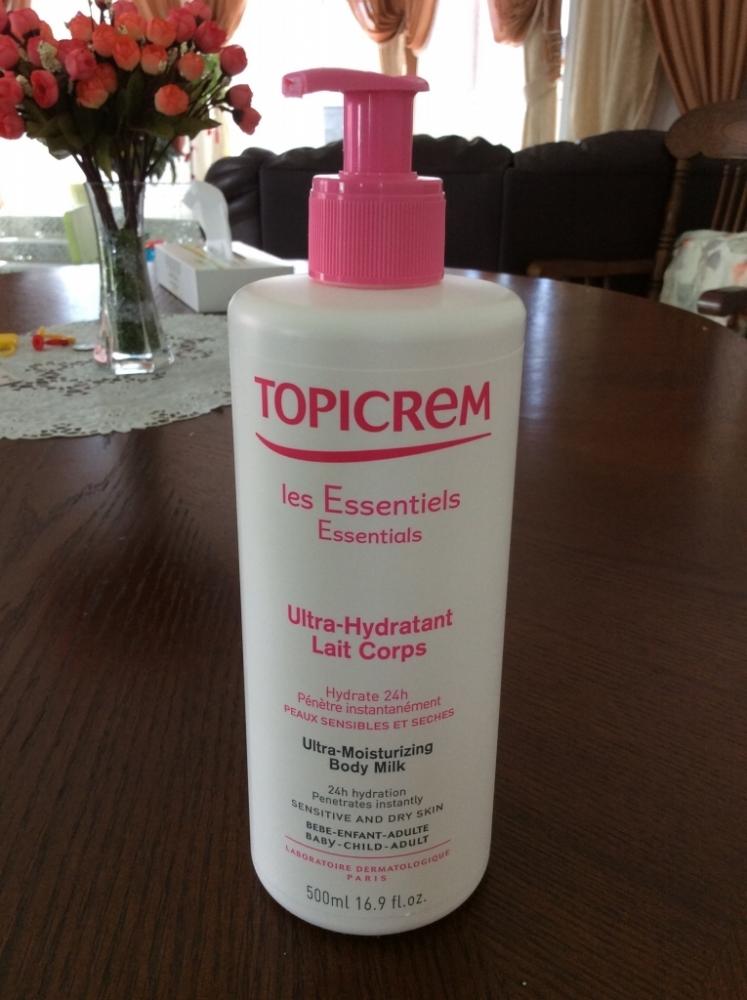 TOPICREM
les Essentiels
Essentials
Ultra-Hydratant
Lait Corps
Hydrate 24h
Pénètre instantanément
PEAUX SENSIBLES ET SECHES
Ultra-Moisturizing
Body Milk
24h hydration
Penetrates instantly
SENSITIVE AND DRY SKIN
BEBE-ENFANT-ADULTE
BABY-CHILD-ADULT
LABORATOIRE DERMATOLOGIQUE
PARIS
500ml 16.9 fl.oz.